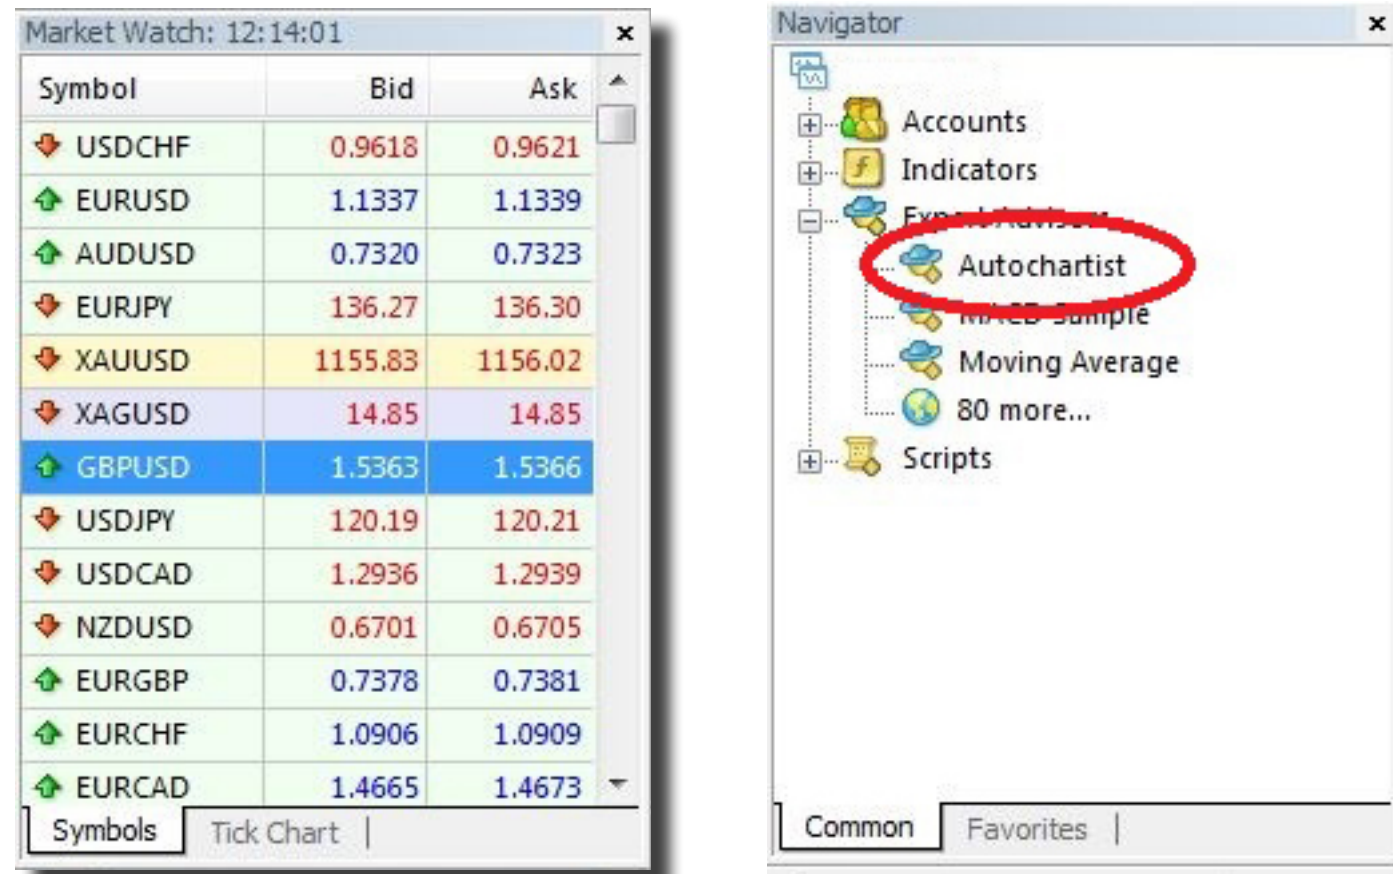 Market Watch: 12:14:01
Symbol Bid Ask
USDCHF 0.9618 0.9621
EURUSD 1.1337 1.1339
AUDUSD 0.7320 0.7323
EURJPY 136.27 136.30
XAUUSD 1155.83 1156.02
XAGUSD 14.85 14.85
GBPUSD 1.5363 1.5366
USDJPY 120.19 120.21
USDCAD 1.2936 1.2939
NZDUSD 0.6701 0.6705
EURGBP 0.7378 0.7381
EURCHF 1.0906 1.0909
EURCAD 1.4665 1.4673
Symbols Tick Chart
Navigator
Accounts
Indicators
Expert Advisors
Autochartist
MACD Sample
Moving Average
80 more...
Scripts
Common Favorites